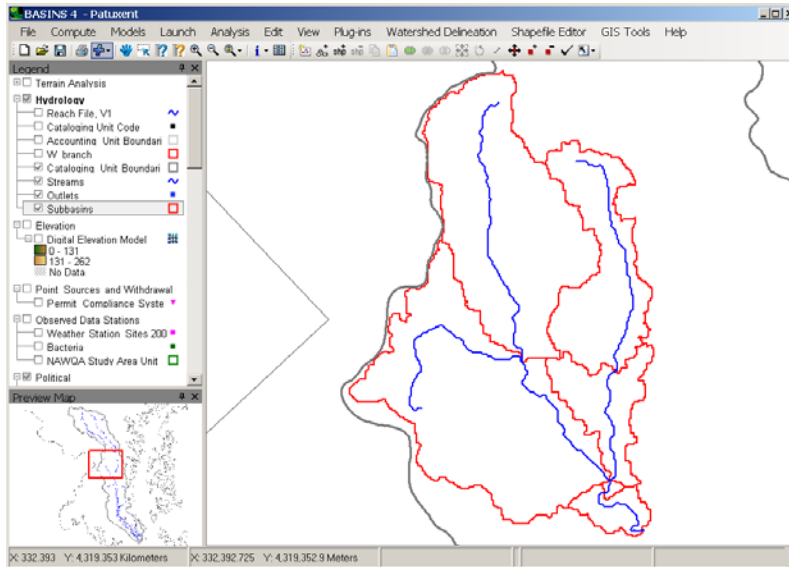 BASINS 4 - Patuxent
File Compute Models Launch Analysis Edit View Plug-ins Watershed Delineation Shapefile Editor GIS Tools Help
Legend
Terrain Analysis
Hydrology
Reach File, V1
Cataloging Unit Code
Accounting Unit Boundari
W_branch
Cataloging Unit Boundari
Streams
Outlets
Subbasins
Elevation
Digital Elevation Model
0 - 131
131 - 262
No Data
Point Sources and Withdrawal
Permit Compliance Syste
Observed Data Stations
Weather Station Sites 200
Bacteria
NAWQA Study Area Unit
Political
Preview Map
X: 332.393 Y: 4,319.353 Kilometers X: 332,392.725 Y: 4,319,352.9 Meters